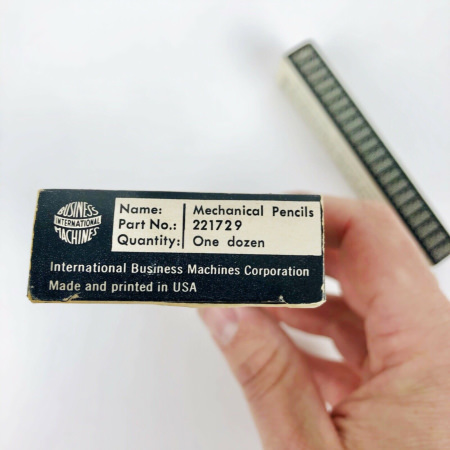 BUSINESS
INTERNATIONAL
MACHINES
Name: Mechanical Pencils
Part No.: 221729
Quantity: One dozen
International Business Machines Corporation
Made and printed in USA